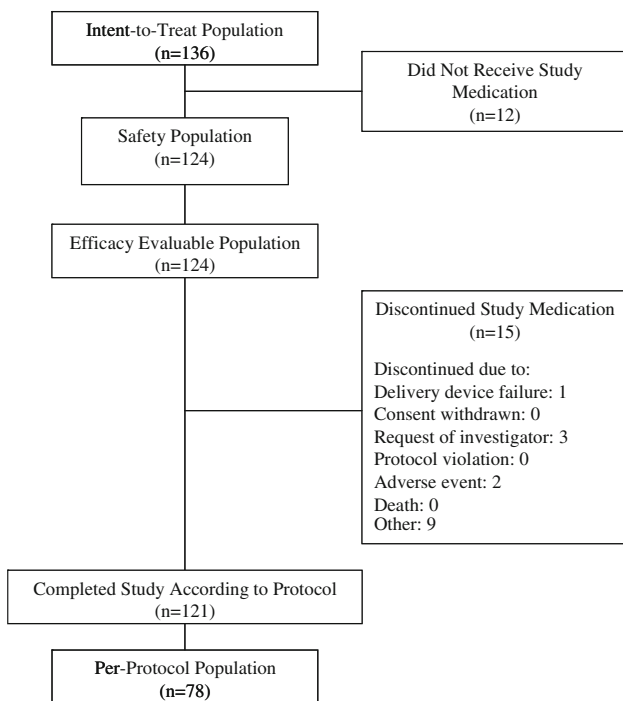 Intent-to-Treat Population
(n=136)
Did Not Receive Study
Medication
(n=12)
Safety Population
(n=124)
Efficacy Evaluable Population
(n=124)
Discontinued Study Medication
(n=15)
Discontinued due to:
Delivery device failure: 1
Consent withdrawn: 0
Request of investigator: 3
Protocol violation: 0
Adverse event: 2
Death: 0
Other: 9
Completed Study According to Protocol
(n=121)
Per-Protocol Population
(n=78)